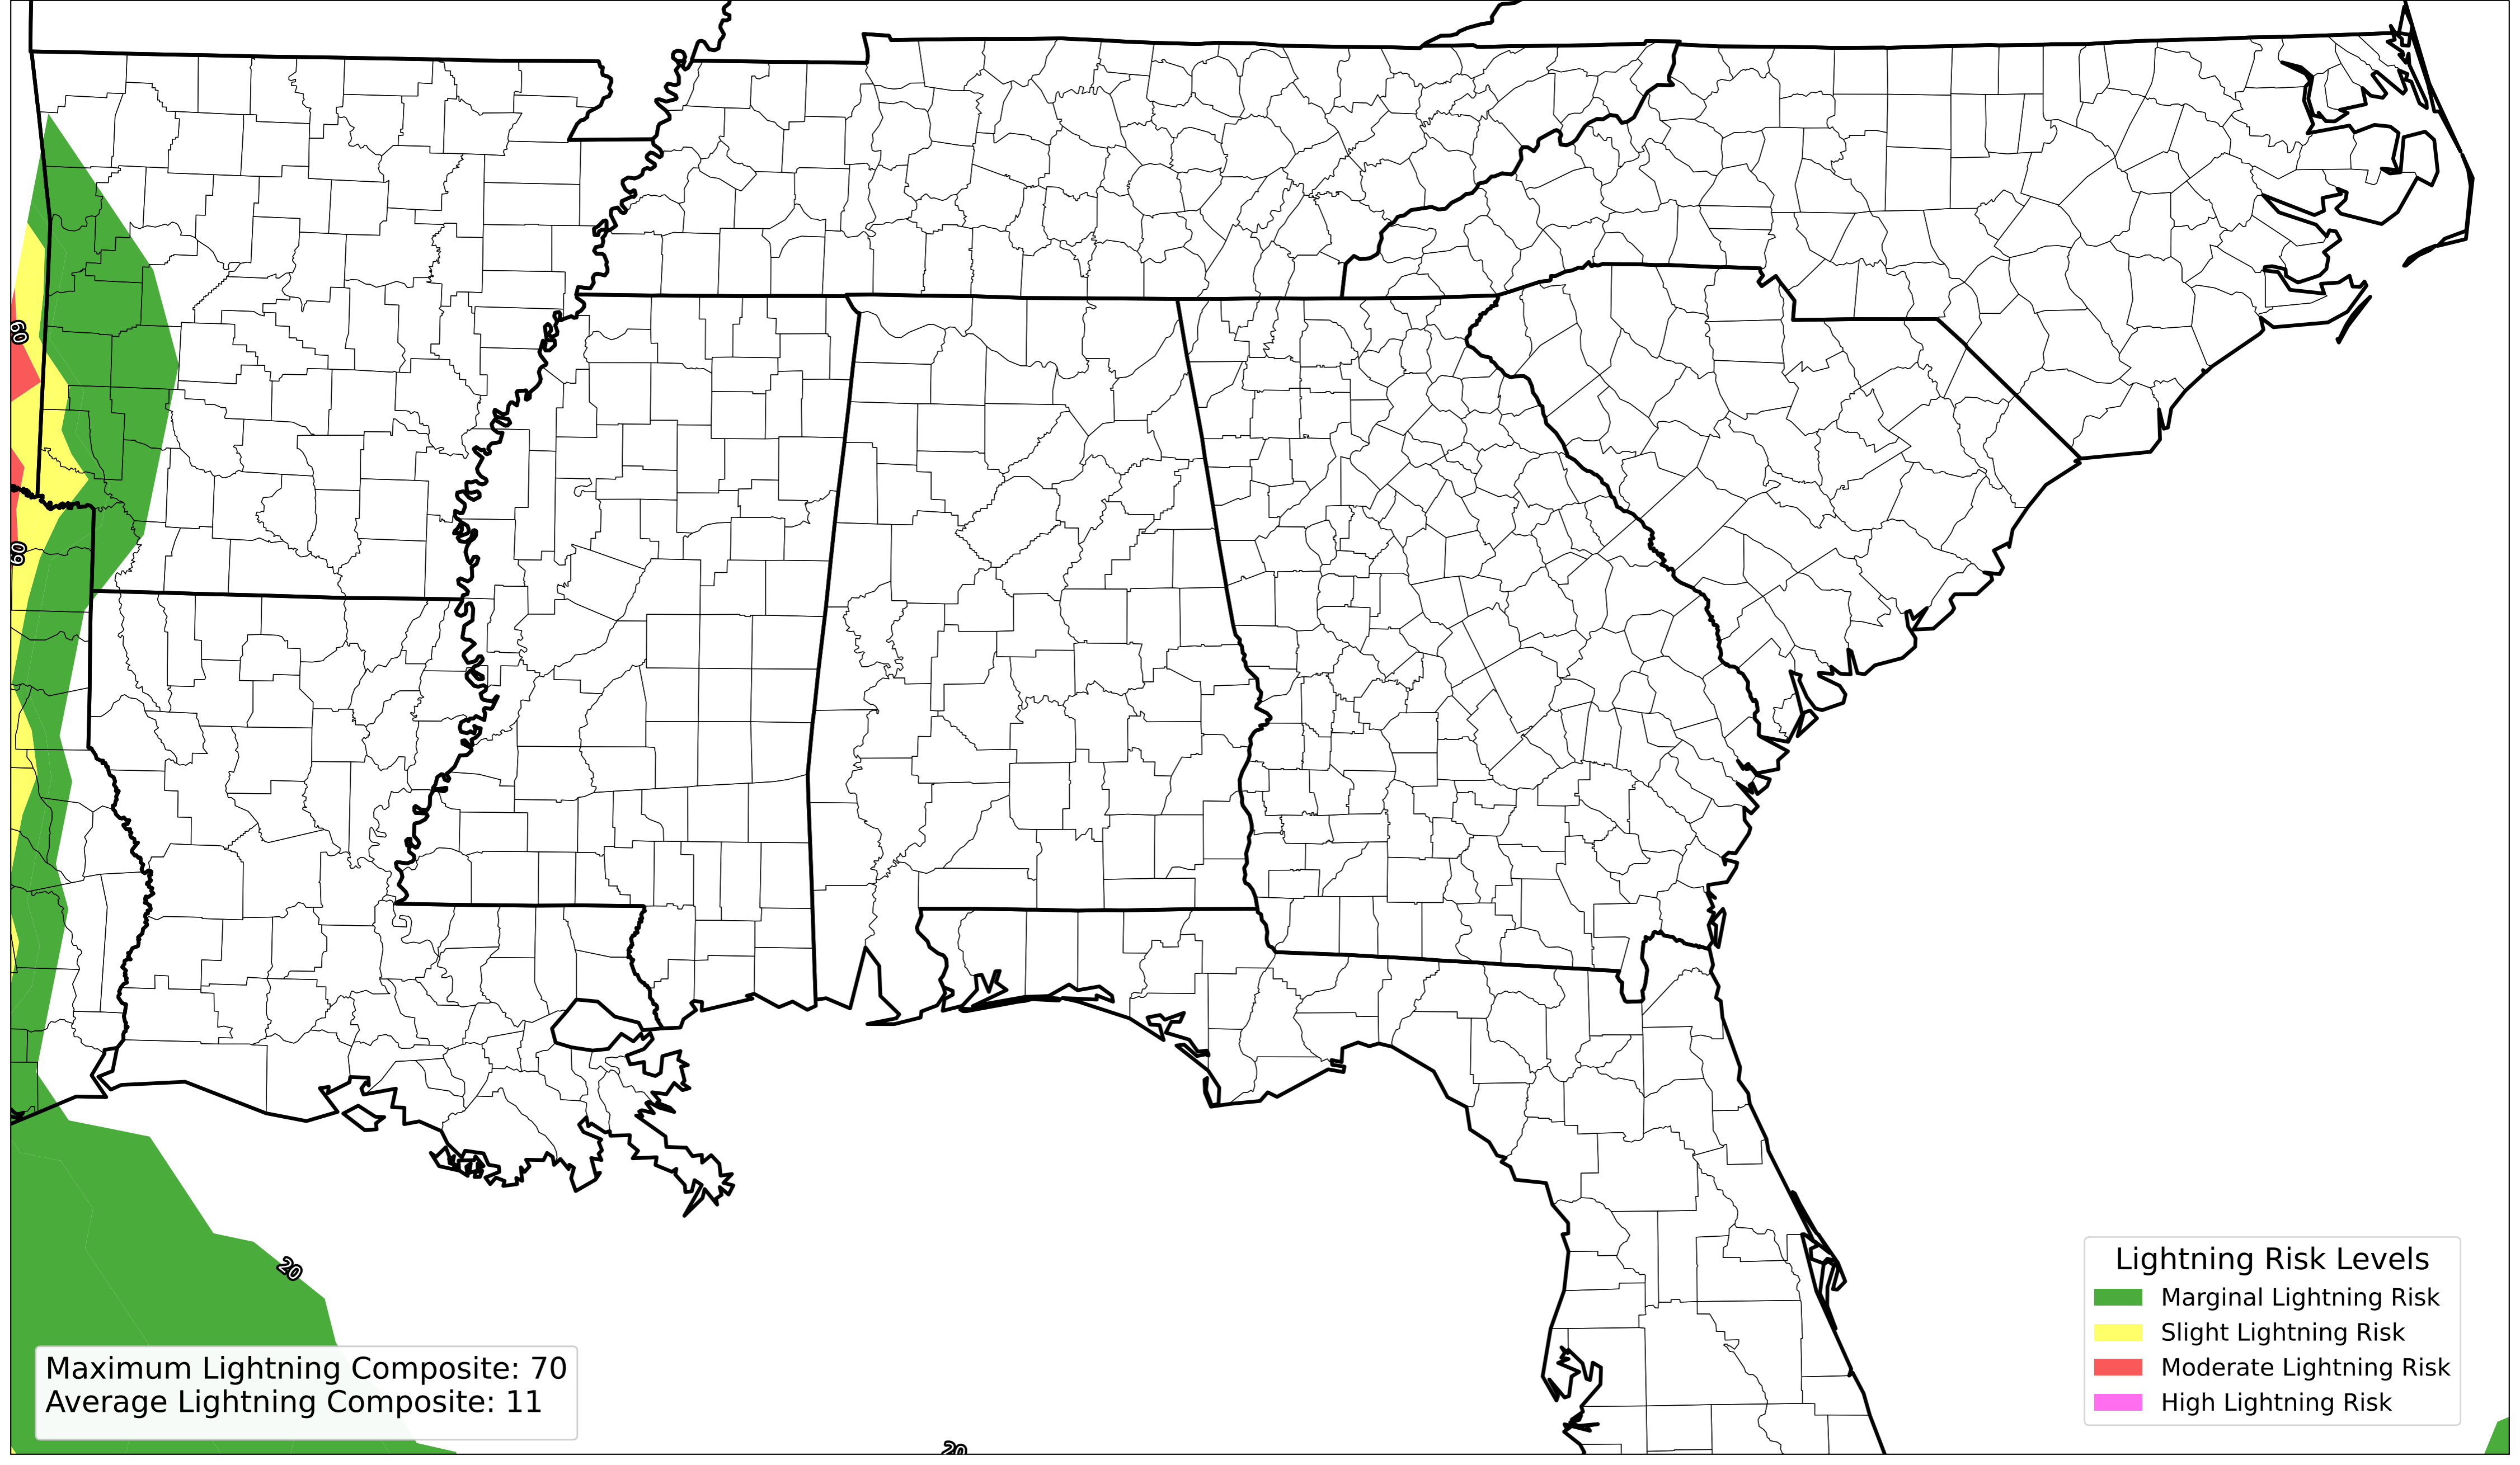 60
60
20
20
Maximum Lightning Composite: 70
Average Lightning Composite: 11
Lightning Risk Levels
Marginal Lightning Risk
Slight Lightning Risk
Moderate Lightning Risk
High Lightning Risk